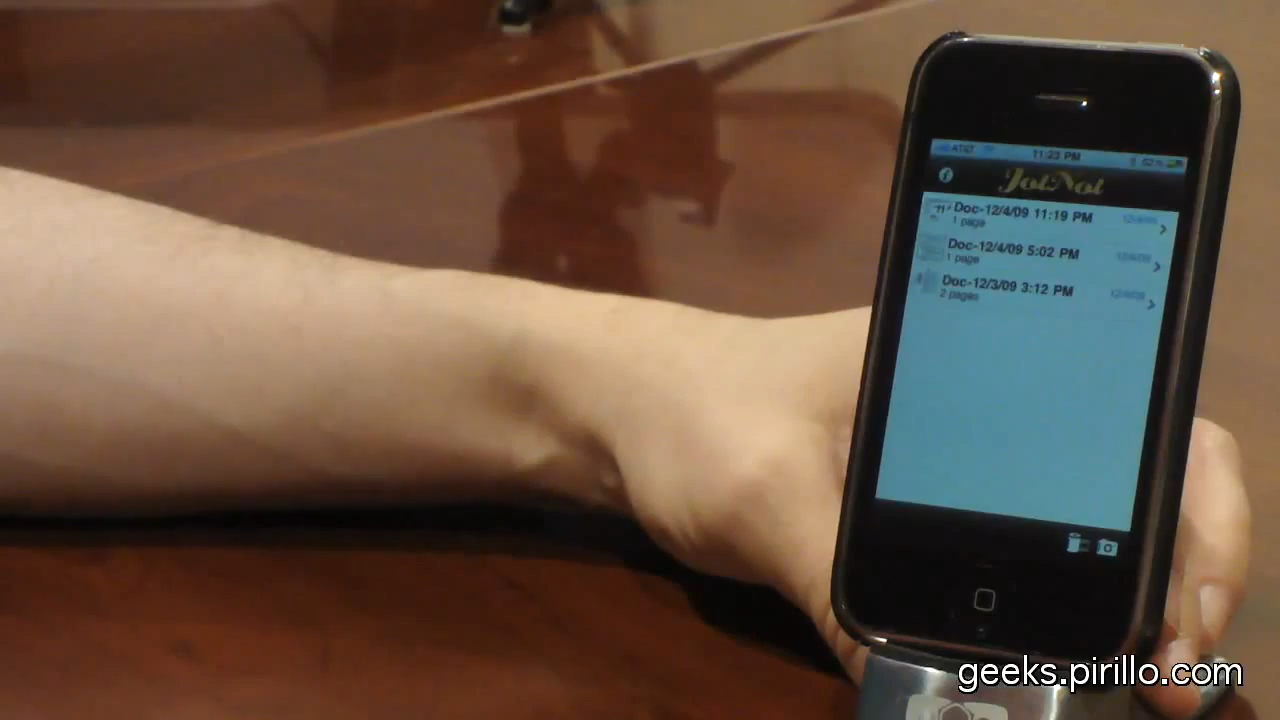 AT&T 11:23 PM 62%
JotNot
Doc-12/4/09 11:19 PM
1 page
Doc-12/4/09 5:02 PM
1 page
Doc-12/3/09 3:12 PM
2 pages
geeks.pirillo.com